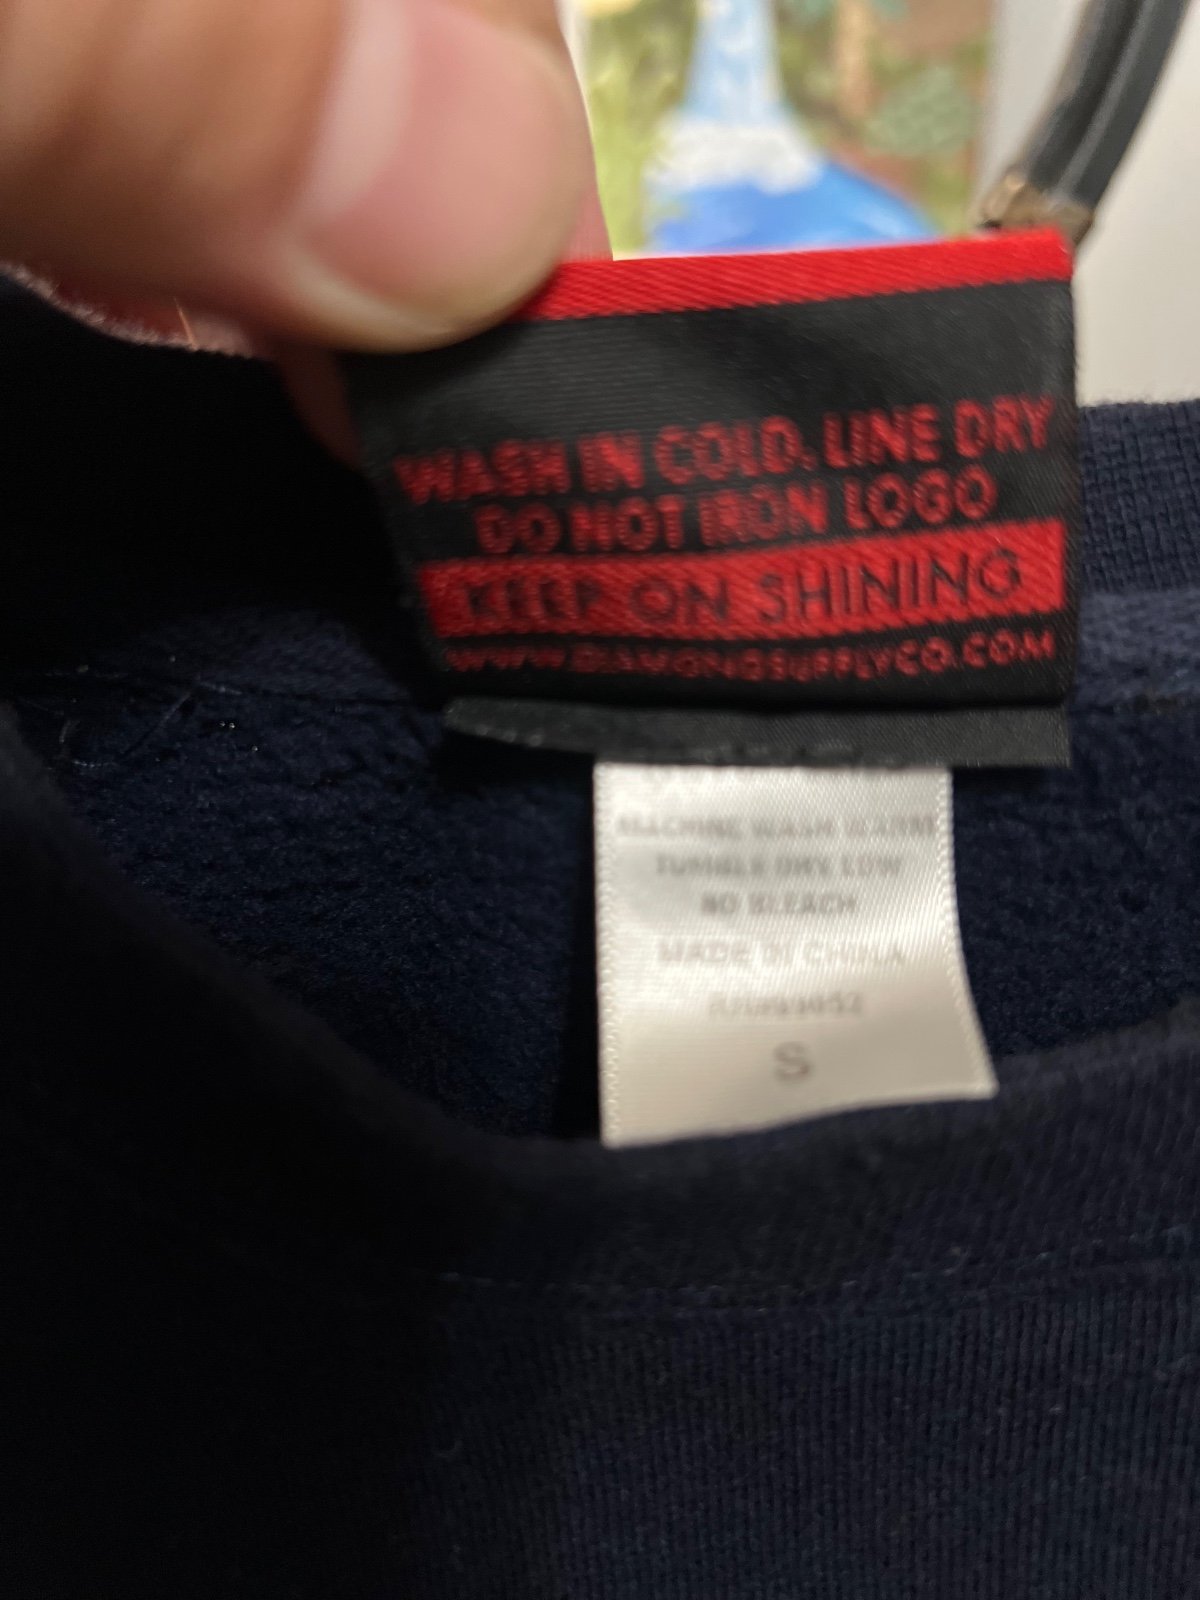 WASH IN COLD. LINE DRY
DO NOT IRON LOGO
KEEP ON SHINING
WWW.DIAMONDSUPPLYCO.COM
MACHINE WASH WARM
TUMBLE DRY LOW
NO BLEACH
MADE IN CHINA
S